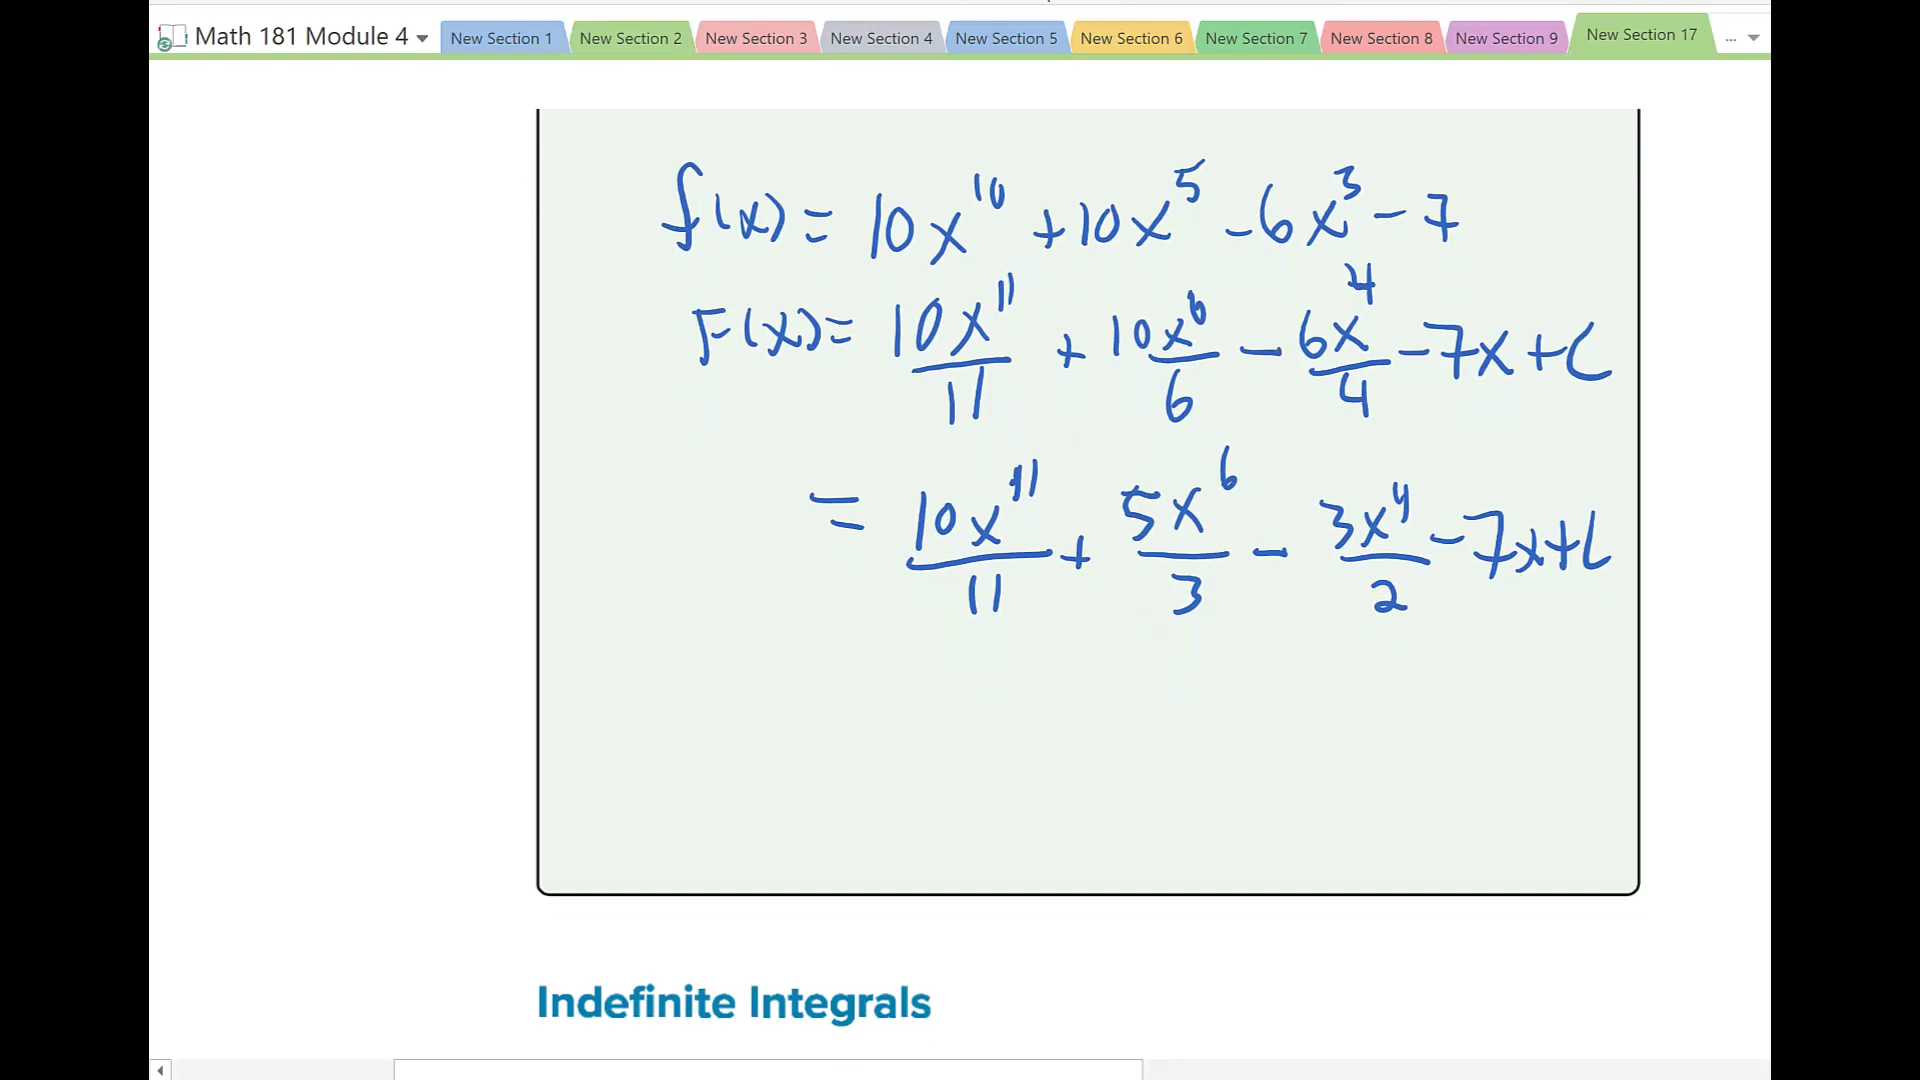 Math 181 Module 4 New Section 1 New Section 2 New Section 3 New Section 4 New Section 5 New Section 6 New Section 7 New Section 8 New Section 9 New Section 17 ...
f(x) = 10x^10 + 10x^5 - 6x^3 - 7
F(x) = 10x^11/11 + 10x^6/6 - 6x^4/4 - 7x + C
= 10x^11/11 + 5x^6/3 - 3x^4/2 - 7x + C
Indefinite Integrals